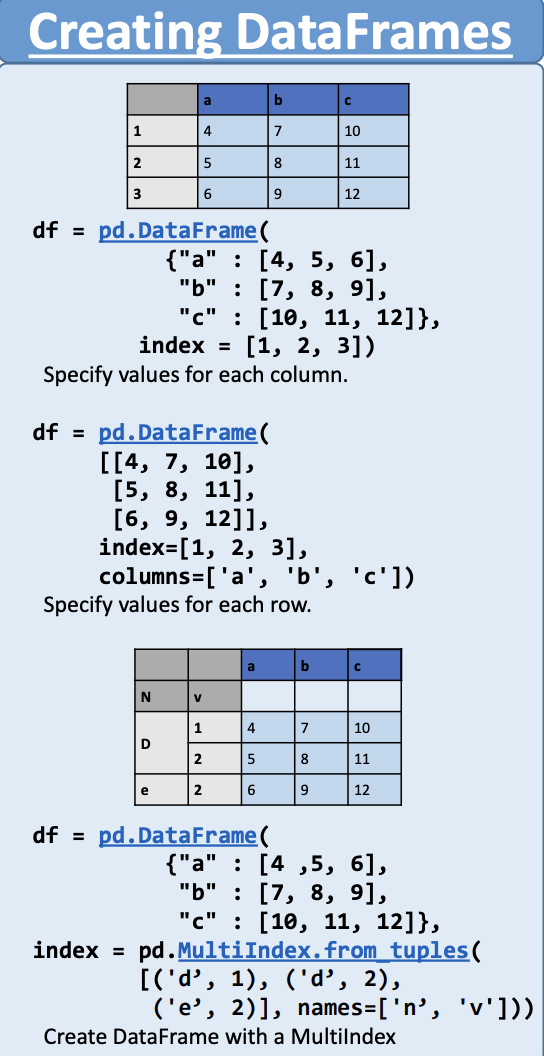 Creating DataFrames
a b c
1 4 7 10
2 5 8 11
3 6 9 12
df = pd.DataFrame(
{"a" : [4, 5, 6],
"b" : [7, 8, 9],
"c" : [10, 11, 12]},
index = [1, 2, 3])
Specify values for each column.
df = pd.DataFrame(
[[4, 7, 10],
[5, 8, 11],
[6, 9, 12]],
index=[1, 2, 3],
columns=['a', 'b', 'c'])
Specify values for each row.
a b c
N v
D 1 4 7 10
2 5 8 11
e 2 6 9 12
df = pd.DataFrame(
{"a" : [4 ,5, 6],
"b" : [7, 8, 9],
"c" : [10, 11, 12]},
index = pd.MultiIndex.from_tuples(
[('d’, 1), ('d’, 2),
('e’, 2)], names=['n’, 'v']))
Create DataFrame with a MultiIndex